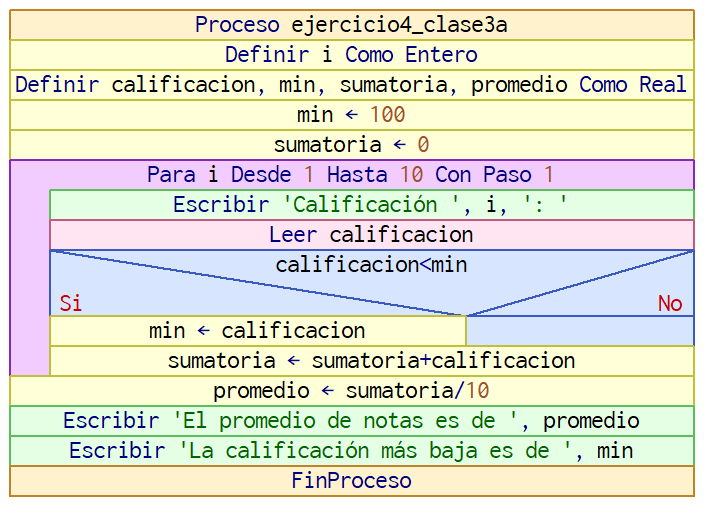 Proceso ejercicio4_clase3a
Definir i Como Entero
Definir calificacion, min, sumatoria, promedio Como Real
min ← 100
sumatoria ← 0
Para i Desde 1 Hasta 10 Con Paso 1
Escribir 'Calificación ', i, ': '
Leer calificacion
calificacion<min
Si No
min ← calificacion
sumatoria ← sumatoria+calificacion
promedio ← sumatoria/10
Escribir 'El promedio de notas es de ', promedio
Escribir 'La calificación más baja es de ', min
FinProceso